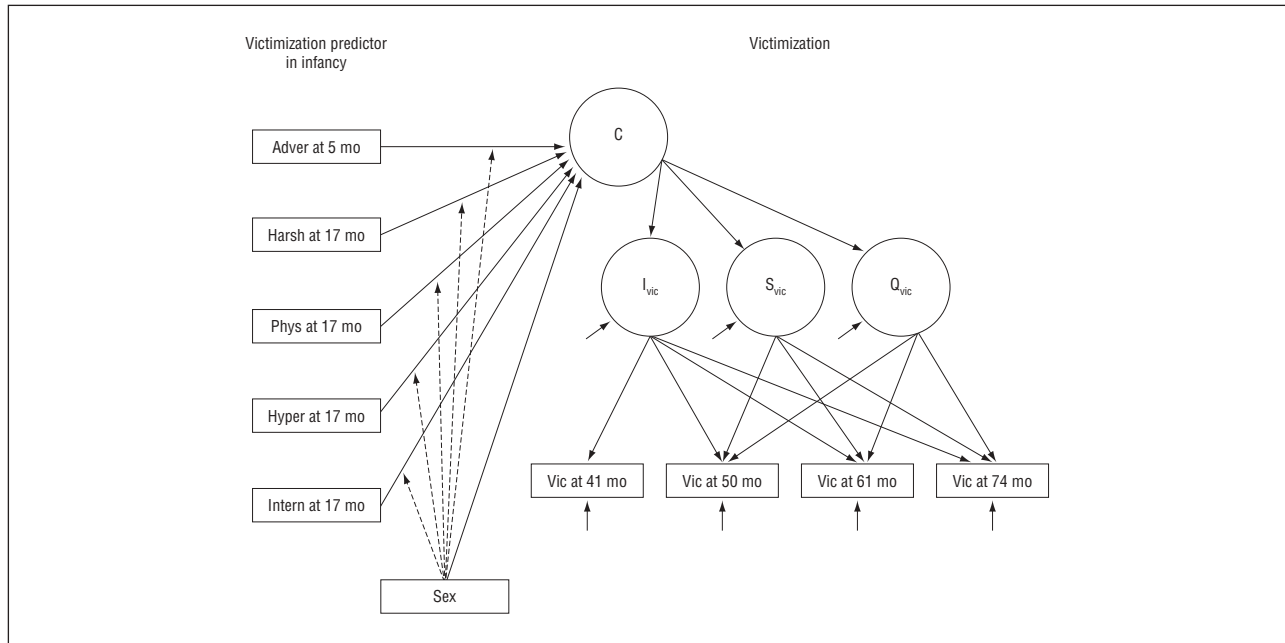 Victimization predictor
in infancy
Victimization
Adver at 5 mo
Harsh at 17 mo
Phys at 17 mo
Hyper at 17 mo
Intern at 17 mo
Sex
C
Ivic
Svic
Qvic
Vic at 41 mo
Vic at 50 mo
Vic at 61 mo
Vic at 74 mo